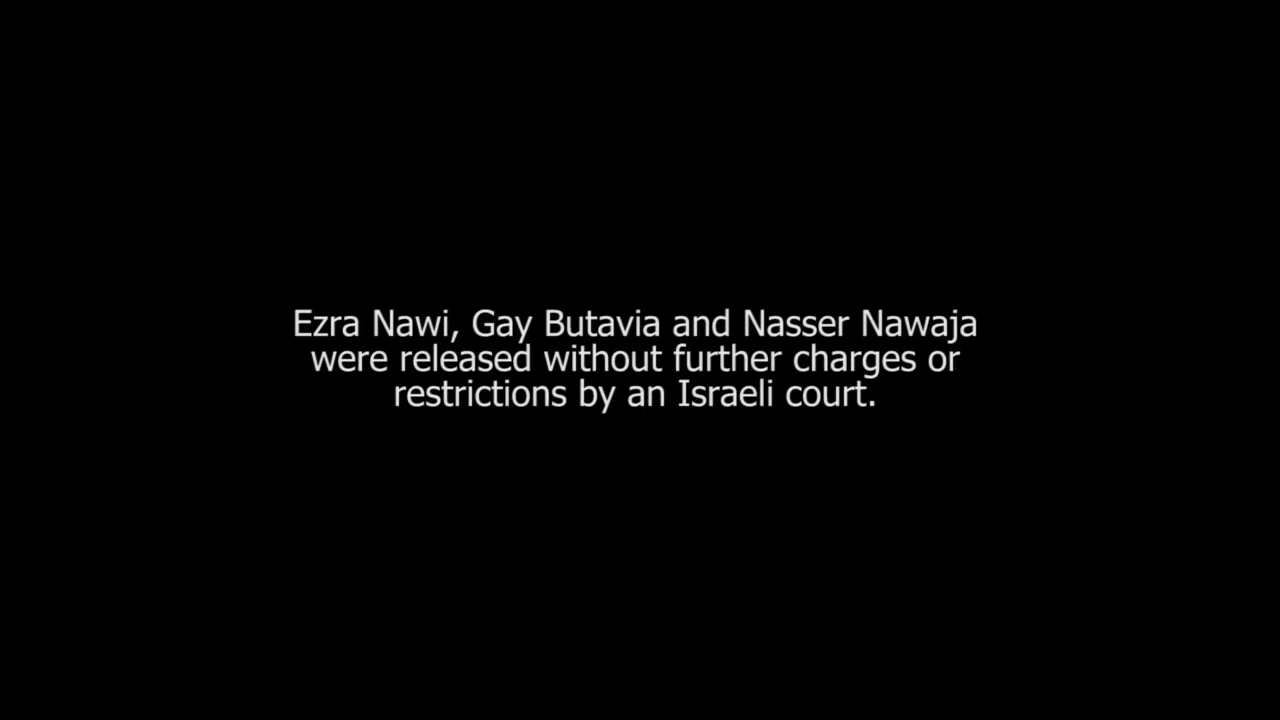 Ezra Nawi, Gay Butavia and Nasser Nawaja
were released without further charges or
restrictions by an Israeli court.